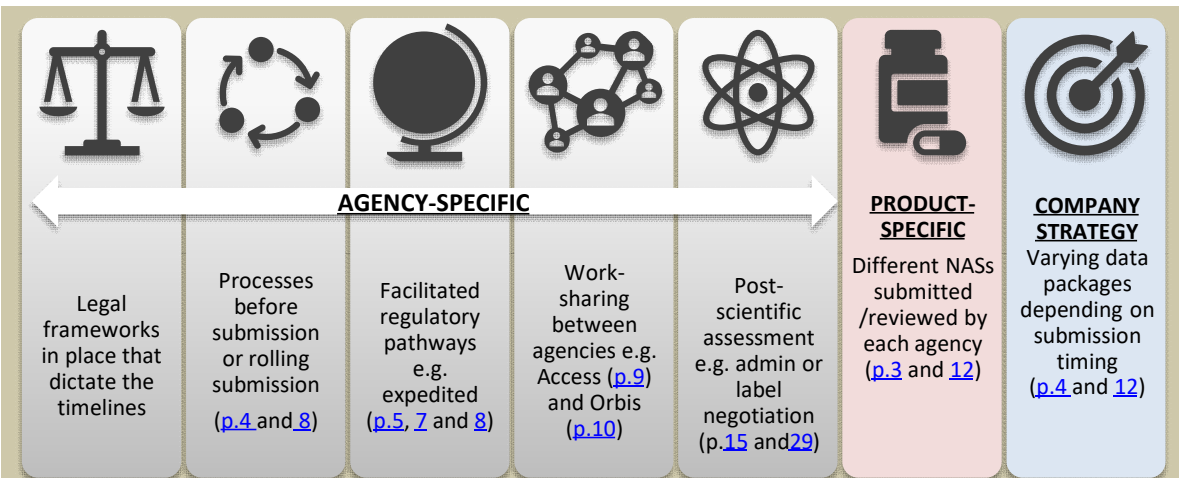 AGENCY-SPECIFIC
Legal
frameworks
in place that
dictate the
timelines
Processes
before
submission
or rolling
submission
(p.4 and 8)
Facilitated
regulatory
pathways
e.g.
expedited
(p.5, 7 and 8)
Work-
sharing
between
agencies e.g.
Access (p.9)
and Orbis
(p.10)
Post-
scientific
assessment
e.g. admin or
label
negotiation
(p.15 and29)
PRODUCT-
SPECIFIC
Different NASs
submitted
/reviewed by
each agency
(p.3 and 12)
COMPANY
STRATEGY
Varying data
packages
depending on
submission
timing
(p.4 and 12)